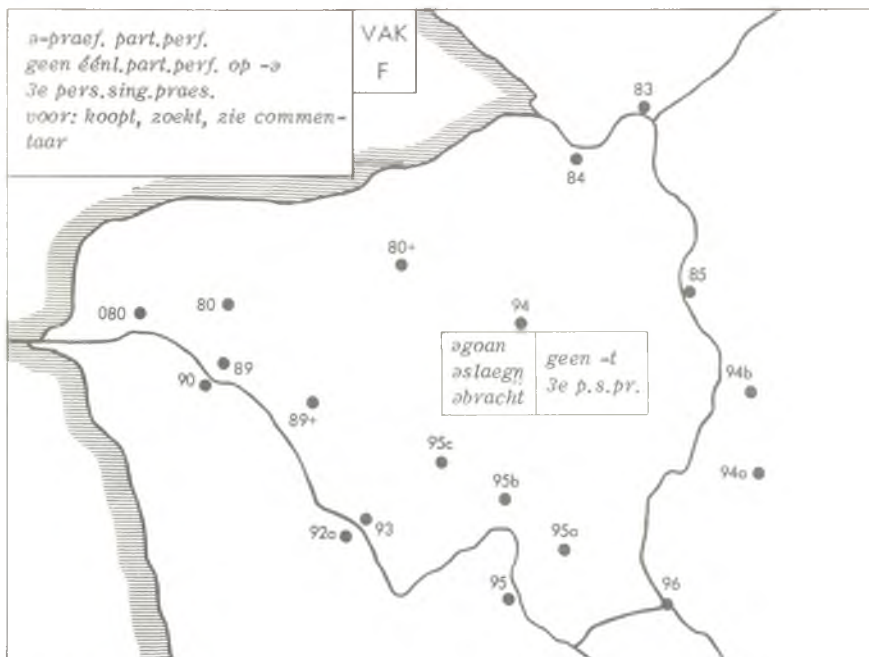 ə-praef. part.perf.
geen éénl.part.perf. op -ə
3e pers.sing.praes.
voor: koopt, zoekt, zie commen-
taar
VAK
F
83
84
80+
85
080
80
94
89
90
əgoan
əslaegn̥
əbracht
geen -t
3e p.s.pr.
94b
89+
95c
94a
95b
92a
93
95a
95
96